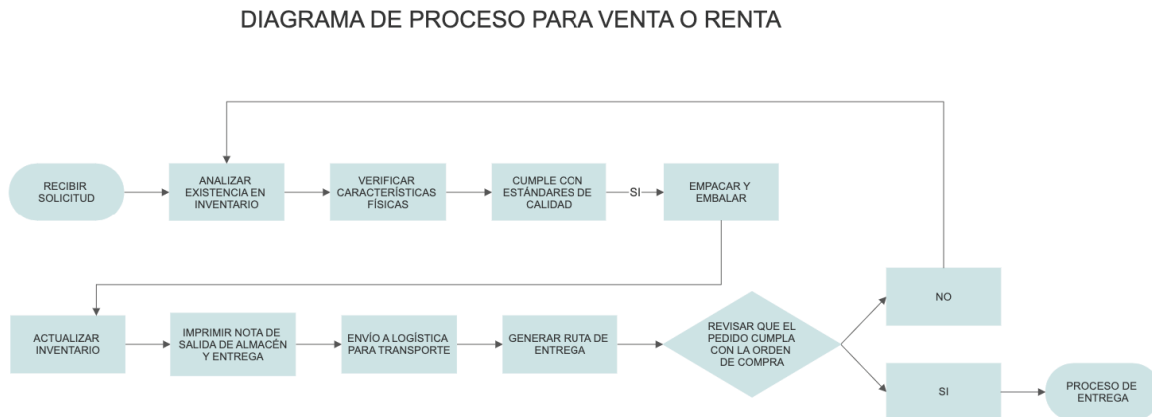 DIAGRAMA DE PROCESO PARA VENTA O RENTA
RECIBIR
SOLICITUD
ANALIZAR
EXISTENCIA EN
INVENTARIO
VERIFICAR
CARACTERÍSTICAS
FÍSICAS
CUMPLE CON
ESTÁNDARES DE
CALIDAD
SI
EMPACAR Y
EMBALAR
ACTUALIZAR
INVENTARIO
IMPRIMIR NOTA DE
SALIDA DE ALMACÉN
Y ENTREGA
ENVÍO A LOGÍSTICA
PARA TRANSPORTE
GENERAR RUTA DE
ENTREGA
REVISAR QUE EL
PEDIDO CUMPLA
CON LA ORDEN
DE COMPRA
NO
SI
PROCESO DE
ENTREGA